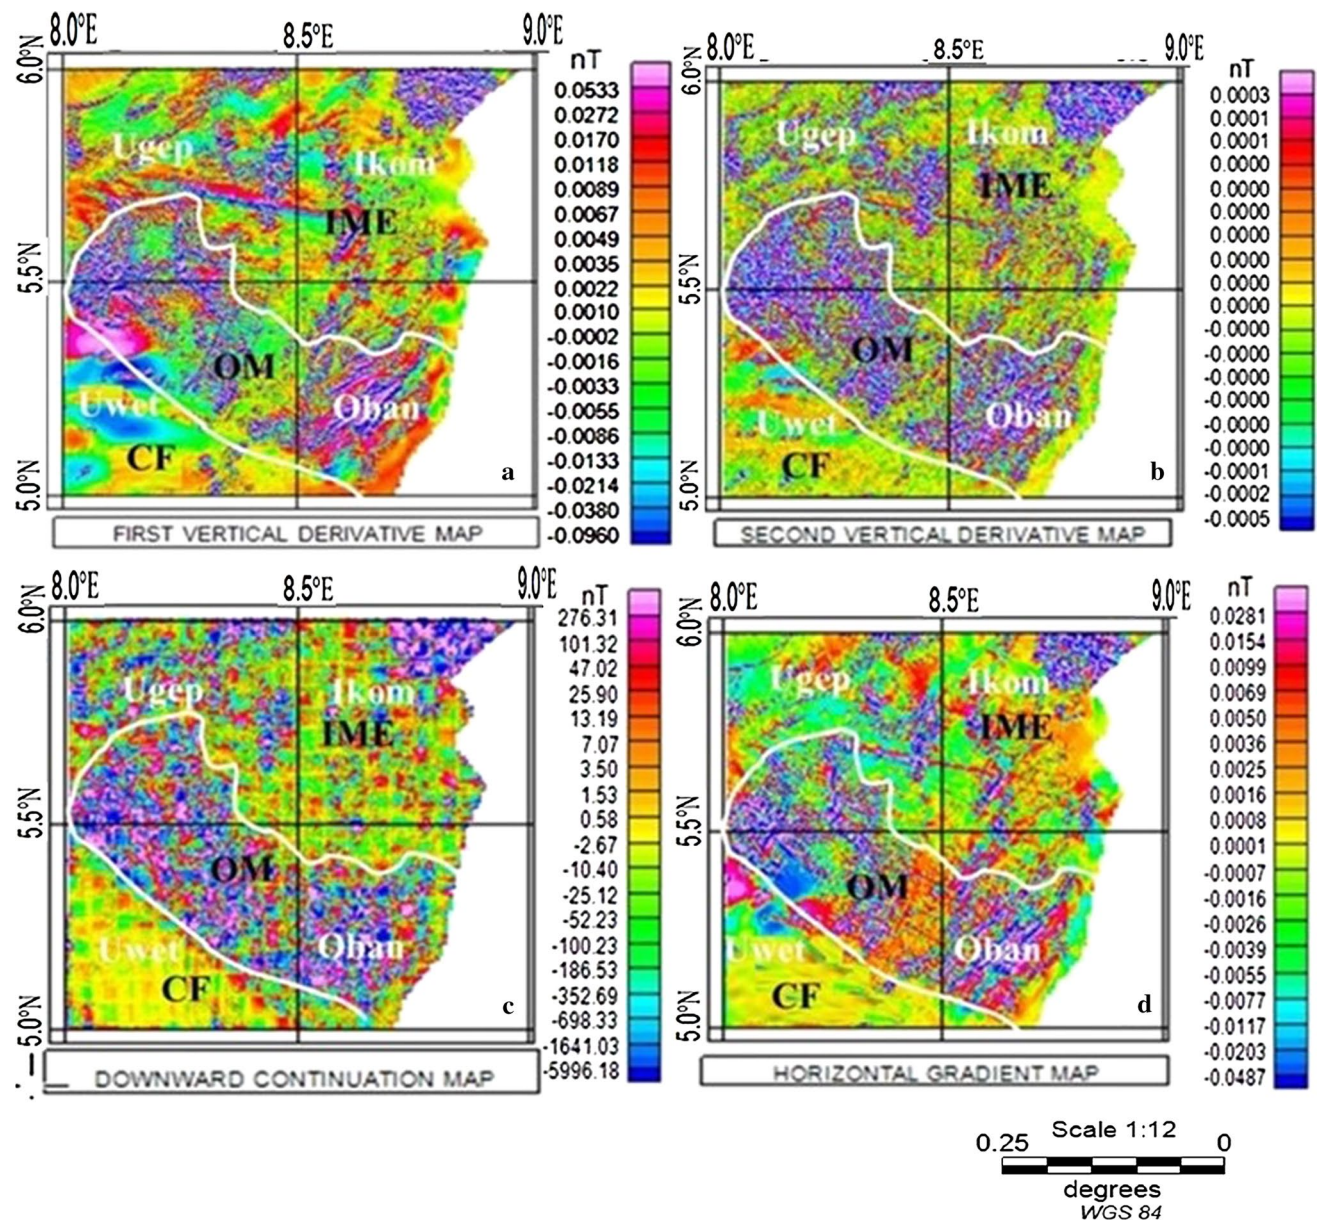 8.0°E 8.5°E 9.0°E
nT
6.0°N
5.5°N
5.0°N
Ugep
Ikom
IME
OM
Oban
Uwet
CF
a
0.0533
0.0272
0.0170
0.0118
0.0089
0.0067
0.0049
0.0035
0.0022
0.0010
-0.0002
-0.0016
-0.0033
-0.0055
-0.0086
-0.0133
-0.0214
-0.0380
-0.0960
FIRST VERTICAL DERIVATIVE MAP
8.0°E 8.5°E 9.0°E
nT
6.0°N
5.5°N
5.0°N
Ugep
Ikom
IME
OM
Oban
Uwet
CF
b
0.0003
0.0001
0.0001
0.0000
0.0000
0.0000
0.0000
0.0000
0.0000
-0.0000
-0.0000
-0.0000
-0.0000
-0.0000
-0.0000
-0.0001
-0.0002
-0.0005
SECOND VERTICAL DERIVATIVE MAP
8.0°E 8.5°E 9.0°E
nT
6.0°N
5.5°N
5.0°N
Ugep
Ikom
IME
OM
Oban
Uwet
CF
c
276.31
101.32
47.02
25.90
13.19
7.07
3.50
1.53
0.58
-2.67
-10.40
-25.12
-52.23
-100.23
-186.53
-352.69
-698.33
-1641.03
-5996.18
DOWNWARD CONTINUATION MAP
8.0°E 8.5°E 9.0°E
nT
6.0°N
5.5°N
5.0°N
Ugep
Ikom
IME
OM
Oban
Uwet
CF
d
0.0281
0.0154
0.0099
0.0069
0.0050
0.0036
0.0025
0.0016
0.0008
0.0001
-0.0007
-0.0016
-0.0026
-0.0039
-0.0055
-0.0077
-0.0117
-0.0203
-0.0487
HORIZONTAL GRADIENT MAP
Scale 1:12
0.25 0
degrees
WGS 84